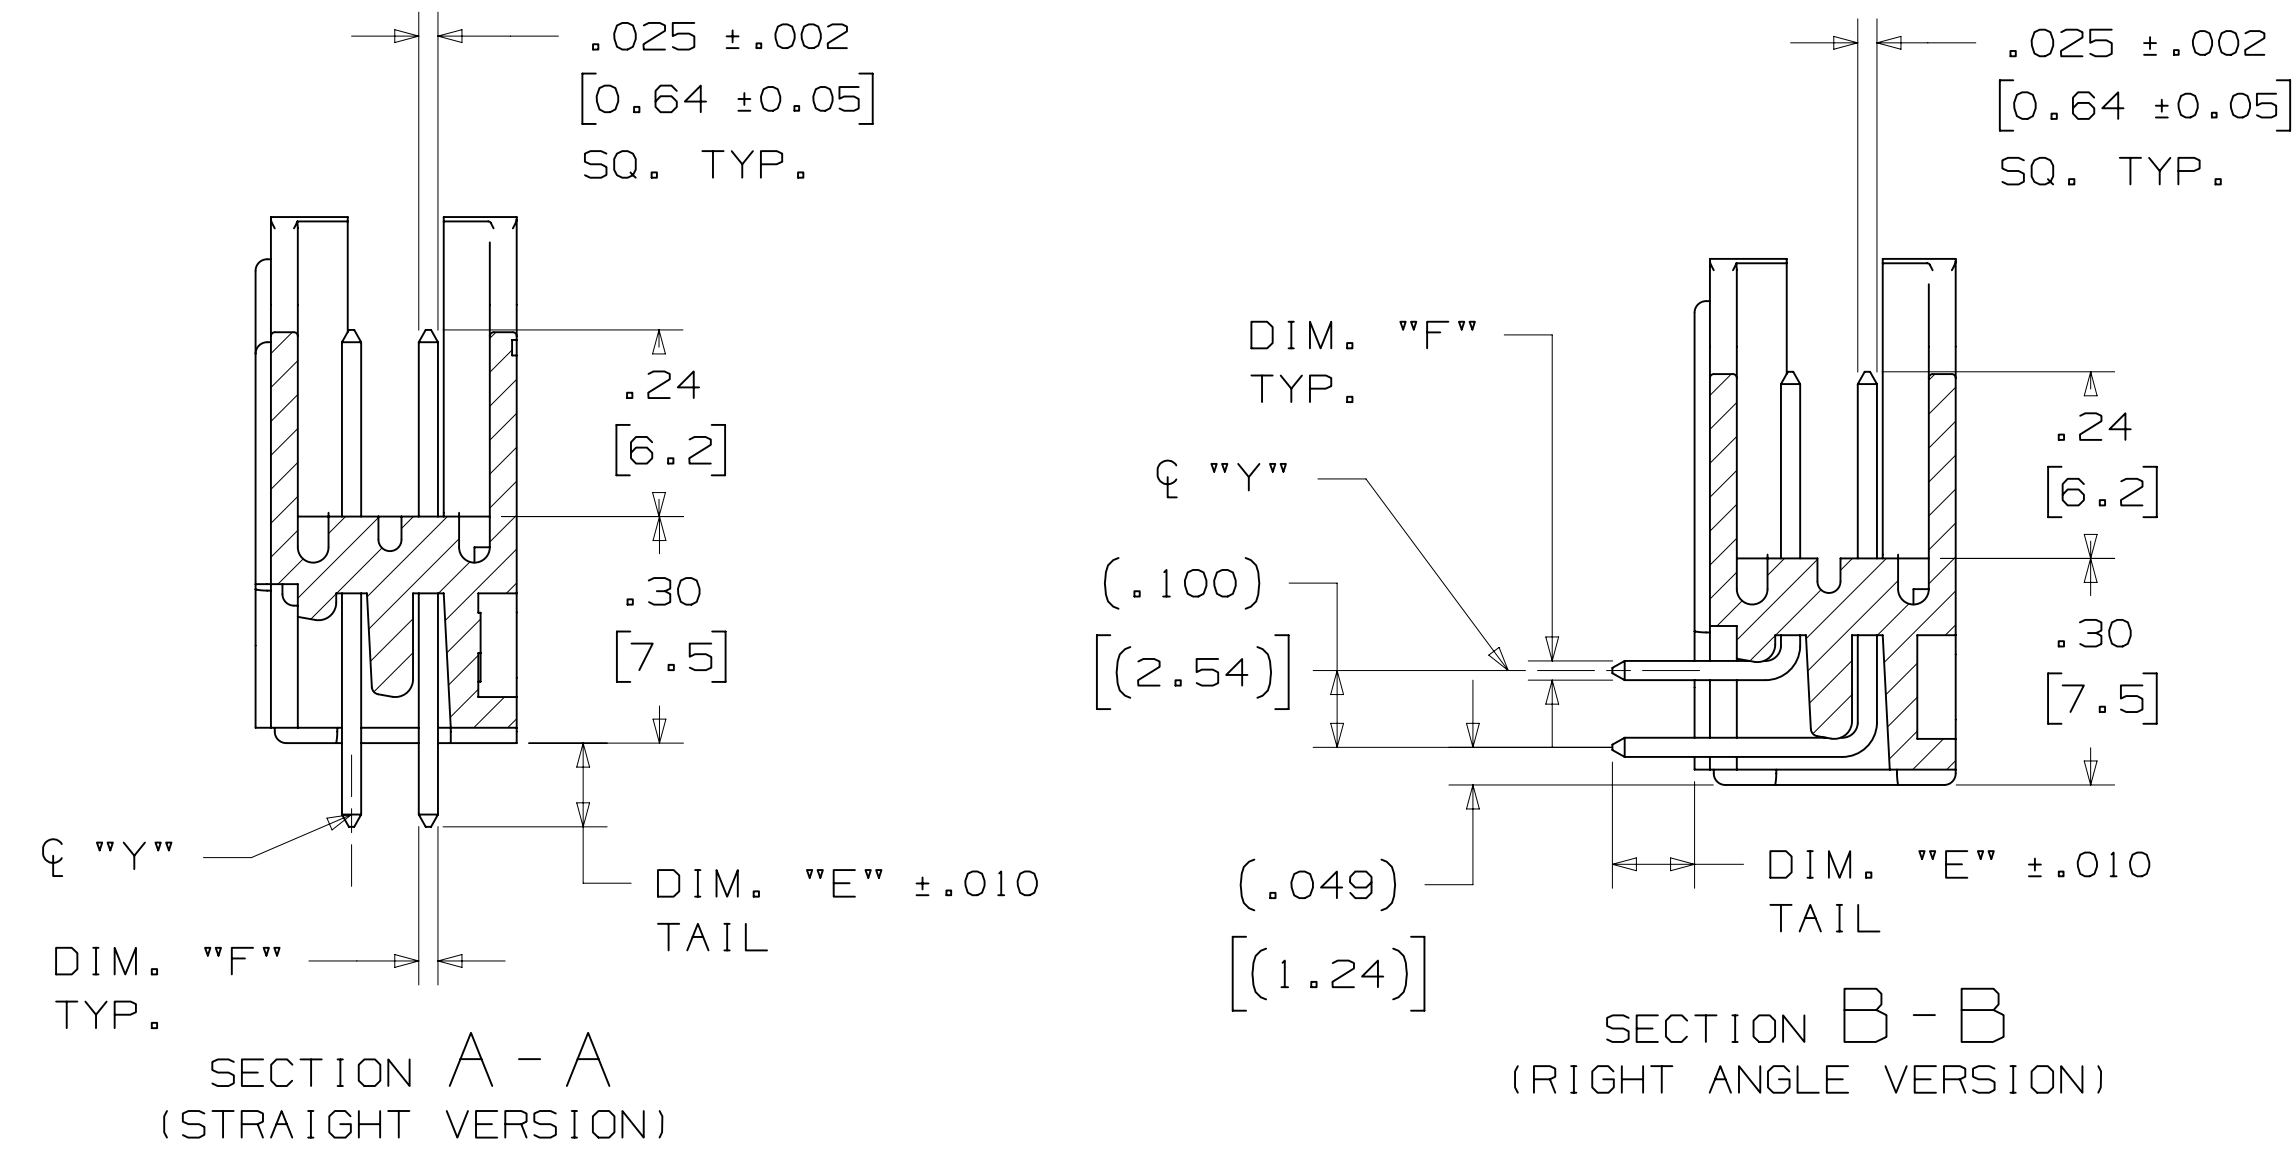 .025 ±.002
[0.64 ±0.05]
SQ. TYP.
.24
[6.2]
.30
[7.5]
℄ "Y"
DIM. "E" ±.010
TAIL
DIM. "F"
TYP.
SECTION A-A
(STRAIGHT VERSION)
.025 ±.002
[0.64 ±0.05]
SQ. TYP.
DIM. "F"
TYP.
℄ "Y"
(.100)
[(2.54)]
.24
[6.2]
.30
[7.5]
(.049)
[(1.24)]
DIM. "E" ±.010
TAIL
SECTION B-B
(RIGHT ANGLE VERSION)